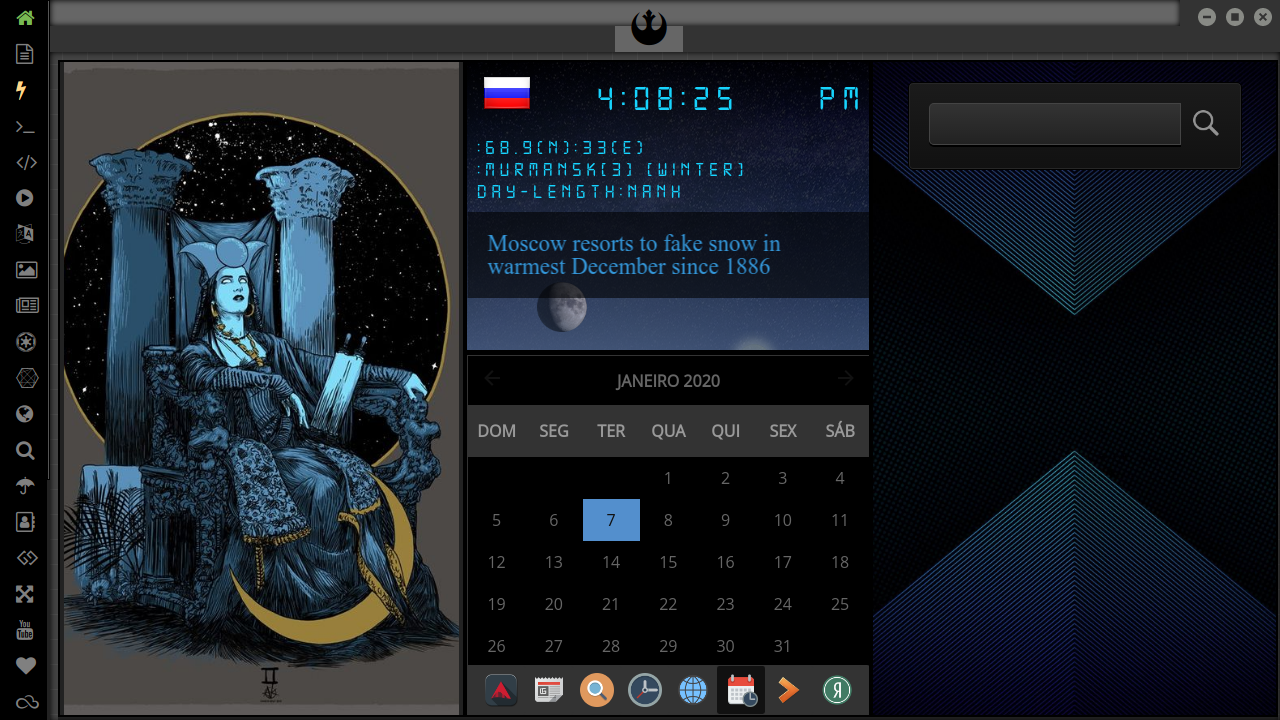 4:08:25 PM
:68.9(N):33(E)
:MURMANSK(3) (WINTER)
DAY-LENGTH:NANH
Moscow resorts to fake snow in
warmest December since 1886
JANEIRO 2020
DOM SEG TER QUA QUI SEX SÁB
1 2 3 4
5 6 7 8 9 10 11
12 13 14 15 16 17 18
19 20 21 22 23 24 25
26 27 28 29 30 31
II
You
Tube
Я